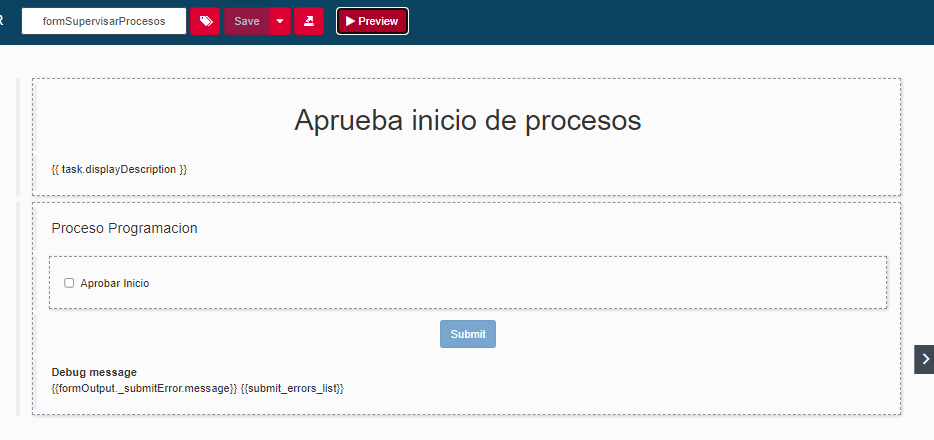 R formSupervisarProcesos Save Preview
Aprueba inicio de procesos
{{ task.displayDescription }}
Proceso Programacion
Aprobar Inicio
Submit
Debug message
{{formOutput._submitError.message}} {{submit_errors_list}}